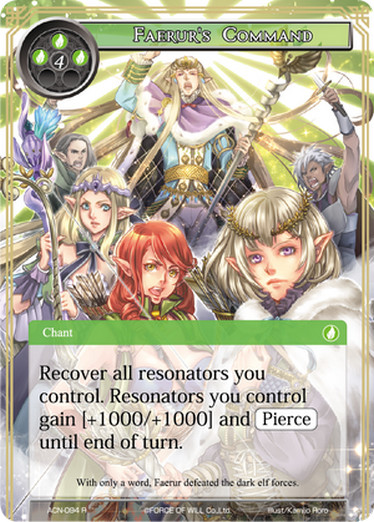 Faerur's Command
4
Chant
Recover all resonators you
control. Resonators you control
gain [+1000/+1000] and Pierce
until end of turn.
With only a word, Faerur defeated the dark elf forces.
ACN-094 R ©FORCE OF WILL Co.,Ltd. Illust/Kamijo Roro